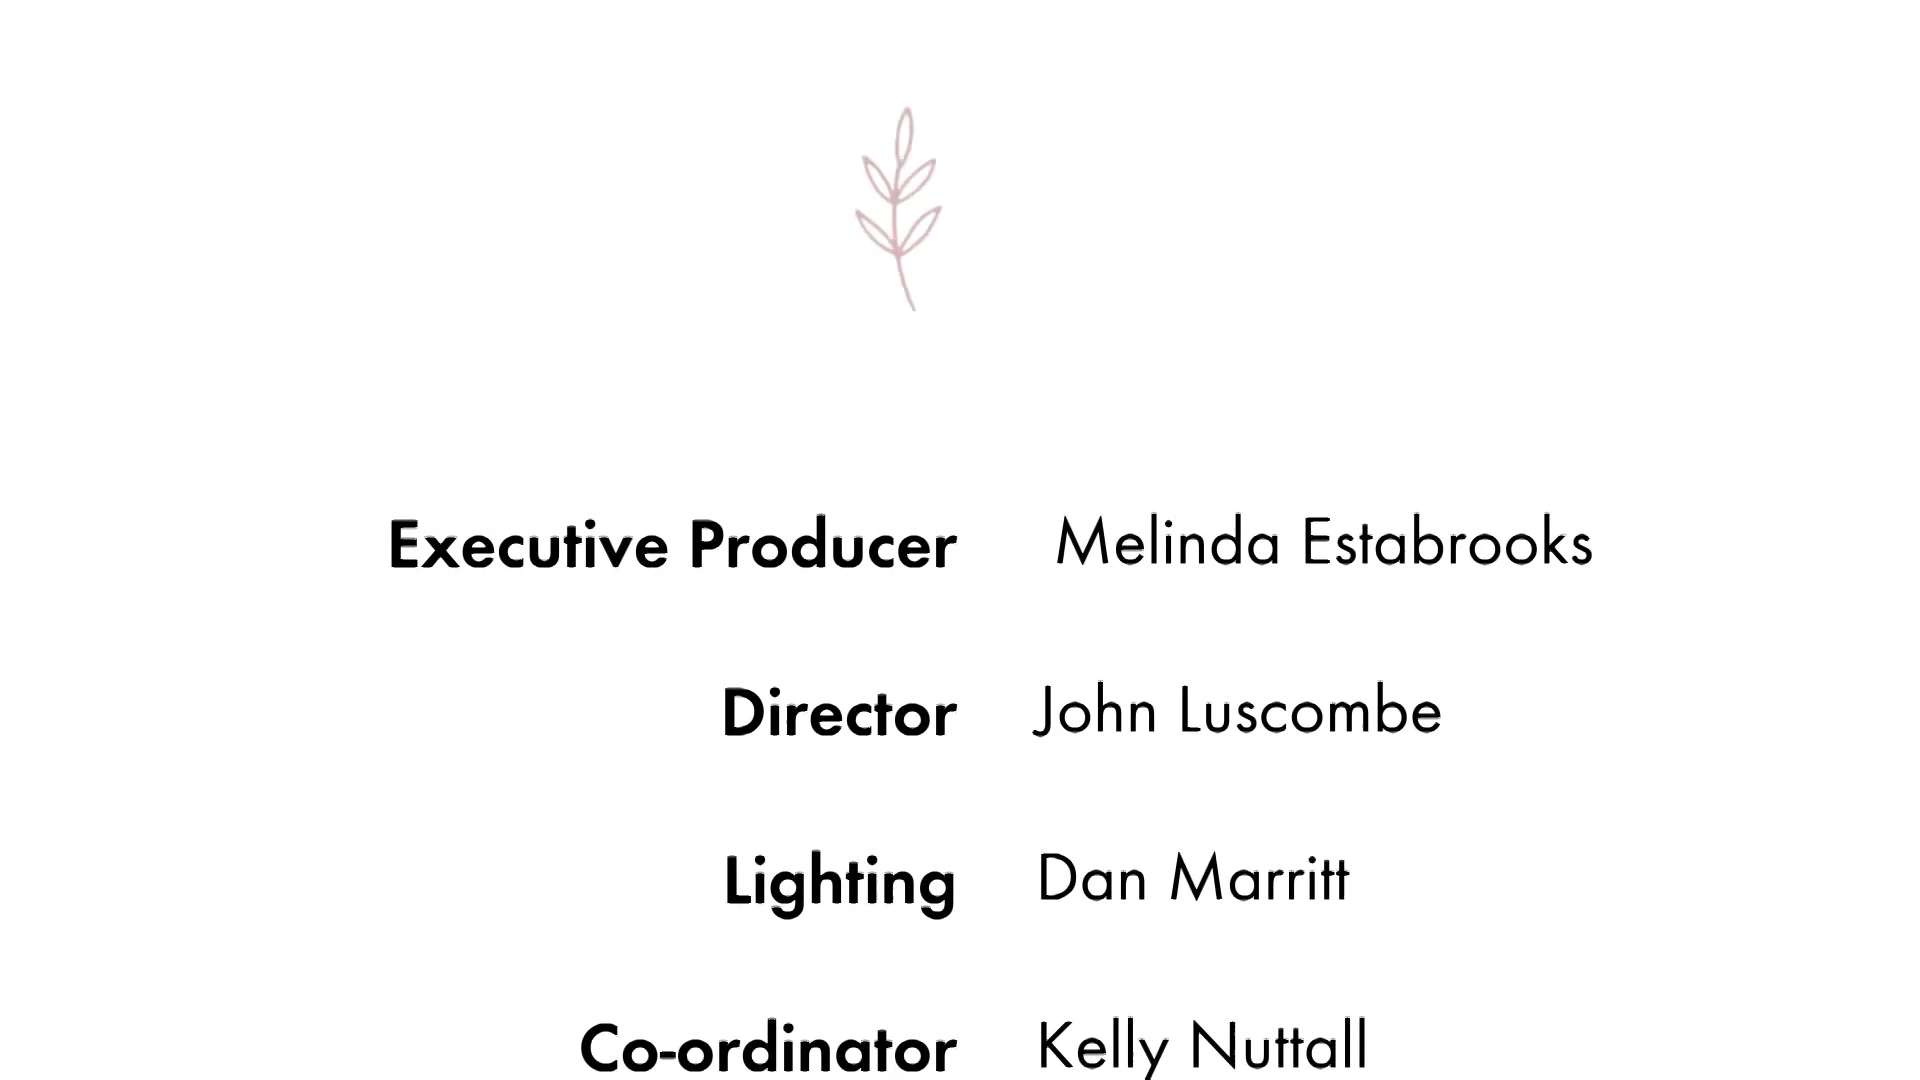 Executive Producer Melinda Estabrooks
Director John Luscombe
Lighting Dan Marritt
Co-ordinator Kelly Nuttall